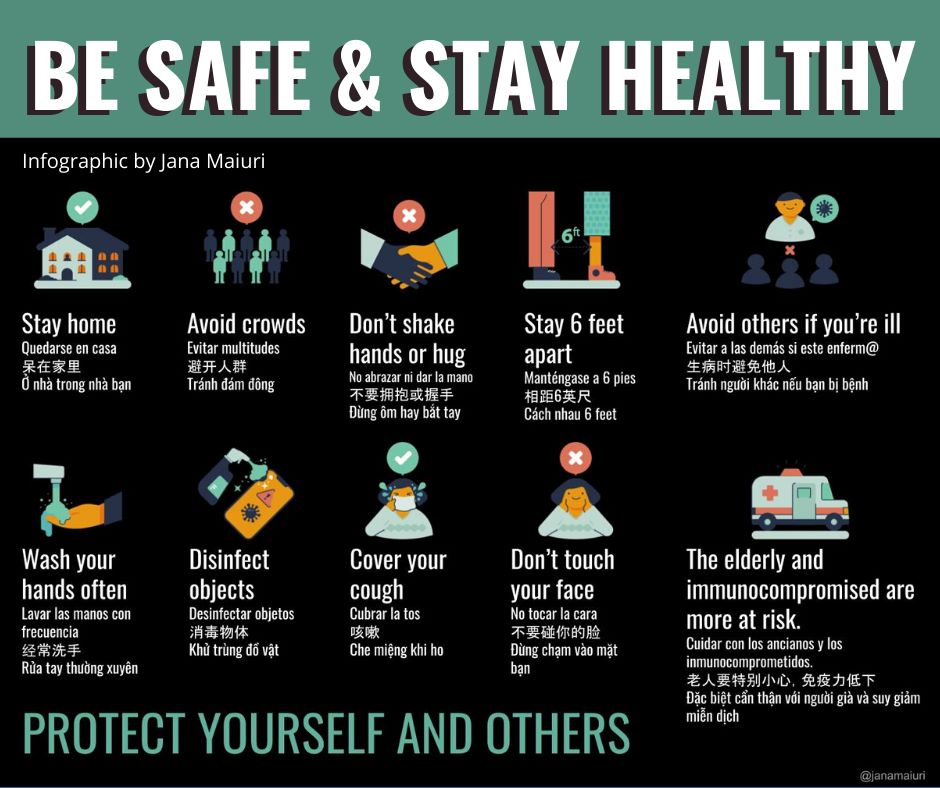 BE SAFE & STAY HEALTHY
Infographic by Jana Maiuri
Stay home
Quedarse en casa
呆在家里
Ở nhà trong nhà bạn
Avoid crowds
Evitar multitudes
避开人群
Tránh đám đông
Don't shake
hands or hug
No abrazar ni dar la mano
不要拥抱或握手
Đừng ôm hay bắt tay
6ft
Stay 6 feet
apart
Manténgase a 6 pies
相距6英尺
Cách nhau 6 feet
Avoid others if you're ill
Evitar a las demás si este enferm@
生病时避免他人
Tránh người khác nếu bạn bị bệnh
Wash your
hands often
Lavar las manos con
frecuencia
经常洗手
Rửa tay thường xuyên
Disinfect
objects
Desinfectar objetos
消毒物体
Khử trùng đồ vật
Cover your
cough
Cubrar la tos
咳嗽
Che miệng khi ho
Don't touch
your face
No tocar la cara
不要碰你的脸
Đừng chạm vào mặt
bạn
The elderly and
immunocompromised are
more at risk.
Cuidar con los ancianos y los
inmunocomprometidos.
老人要特别小心，免疫力低下
Đặc biệt cẩn thận với người già và suy giảm
miễn dịch
PROTECT YOURSELF AND OTHERS
@janamaiuri